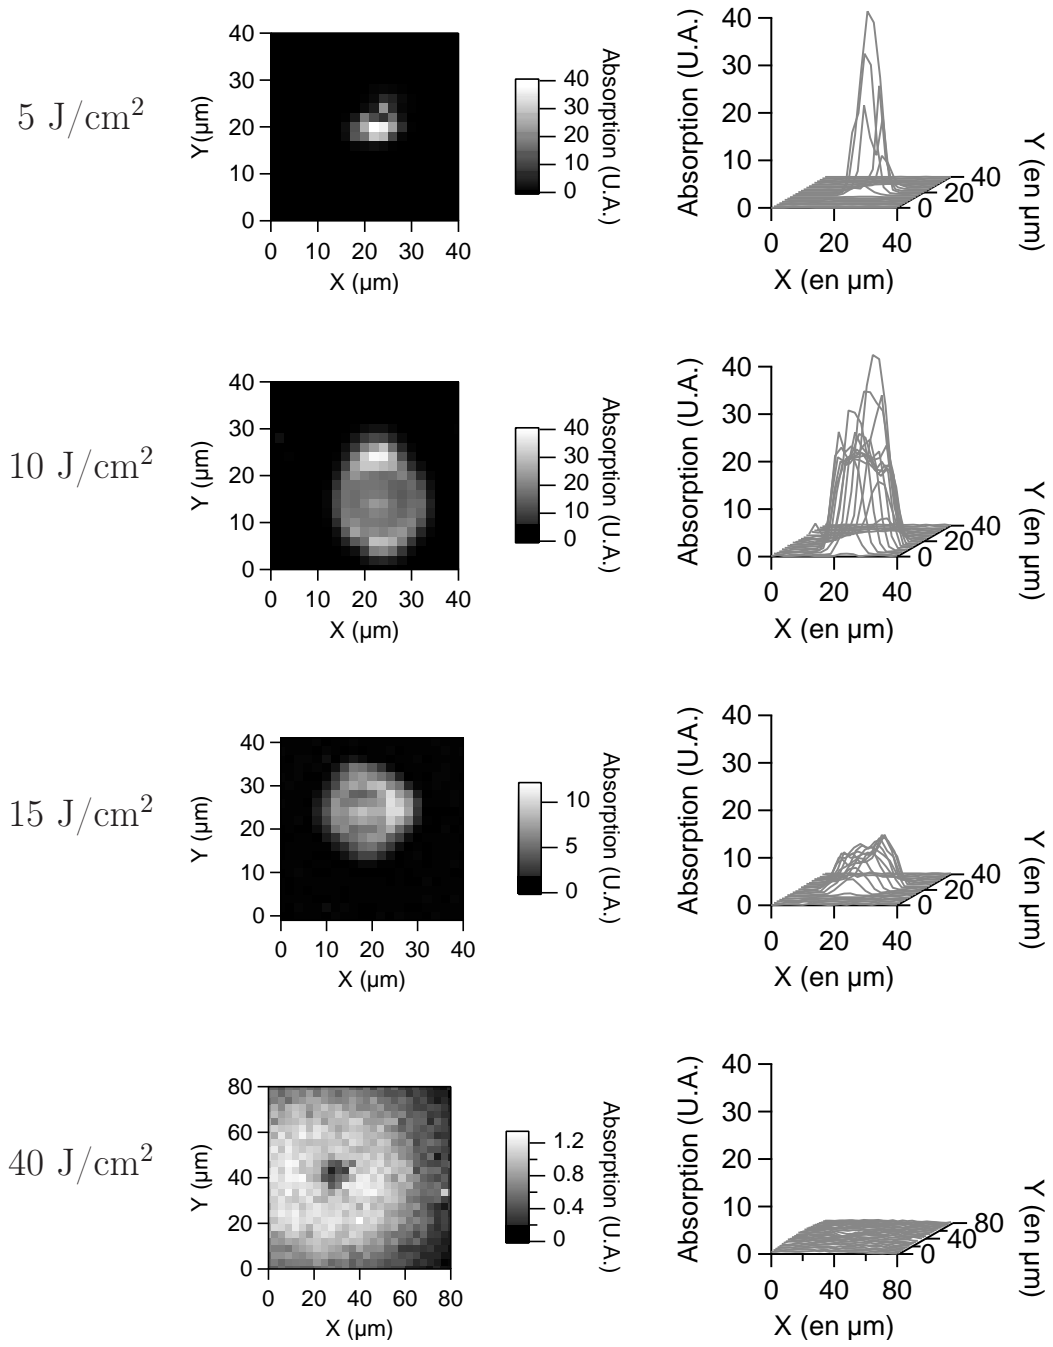 5 J/cm²
40
30
20
10
0
Y(µm)
0 10 20 30 40
X (µm)
40
30
20
10
0
Absorption (U.A.)
Absorption (U.A.)
40
30
20
10
0
0 20 40
X (en µm)
0 20 40
Y (en µm)
10 J/cm²
40
30
20
10
0
Y (µm)
0 10 20 30 40
X (µm)
40
30
20
10
0
Absorption (U.A.)
Absorption (U.A.)
40
30
20
10
0
0 20 40
X (en µm)
0 20 40
Y (en µm)
15 J/cm²
40
30
20
10
0
Y (µm)
0 10 20 30 40
X (µm)
10
5
0
Absorption (U.A.)
Absorption (U.A.)
40
30
20
10
0
0 20 40
X (en µm)
0 20 40
Y (en µm)
40 J/cm²
80
60
40
20
0
Y (µm)
0 20 40 60 80
X (µm)
1.2
0.8
0.4
0
Absorption (U.A.)
Absorption (U.A.)
40
30
20
10
0
0 40 80
X (en µm)
0 40 80
Y (en µm)